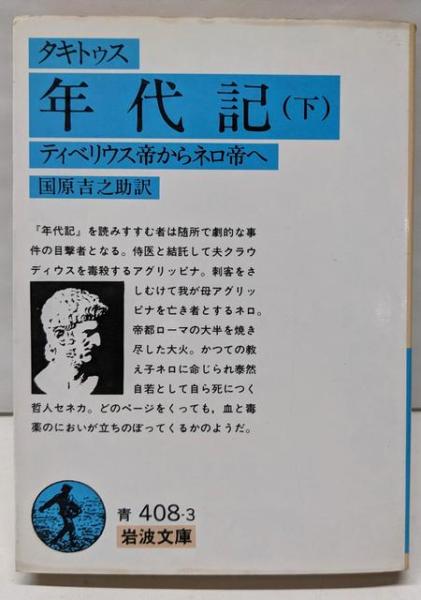 タキトゥス
年代記(下)
ティベリウス帝からネロ帝へ
国原吉之助訳
『年代記』を読みすすむ者は随所で劇的な事
件の目撃者となる。侍医と結託して夫クラウ
ディウスを毒殺するアグリッピナ。刺客をさ
しむけて我が母アグリッ
ピナを亡き者とするネロ。
帝都ローマの大半を焼き
尽した大火。かつての教
え子ネロに命じられ泰然
自若として自ら死につく
哲人セネカ。どのページをくっても，血と毒
薬のにおいが立ちのぼってくるかのようだ。
青 408-3
岩波文庫